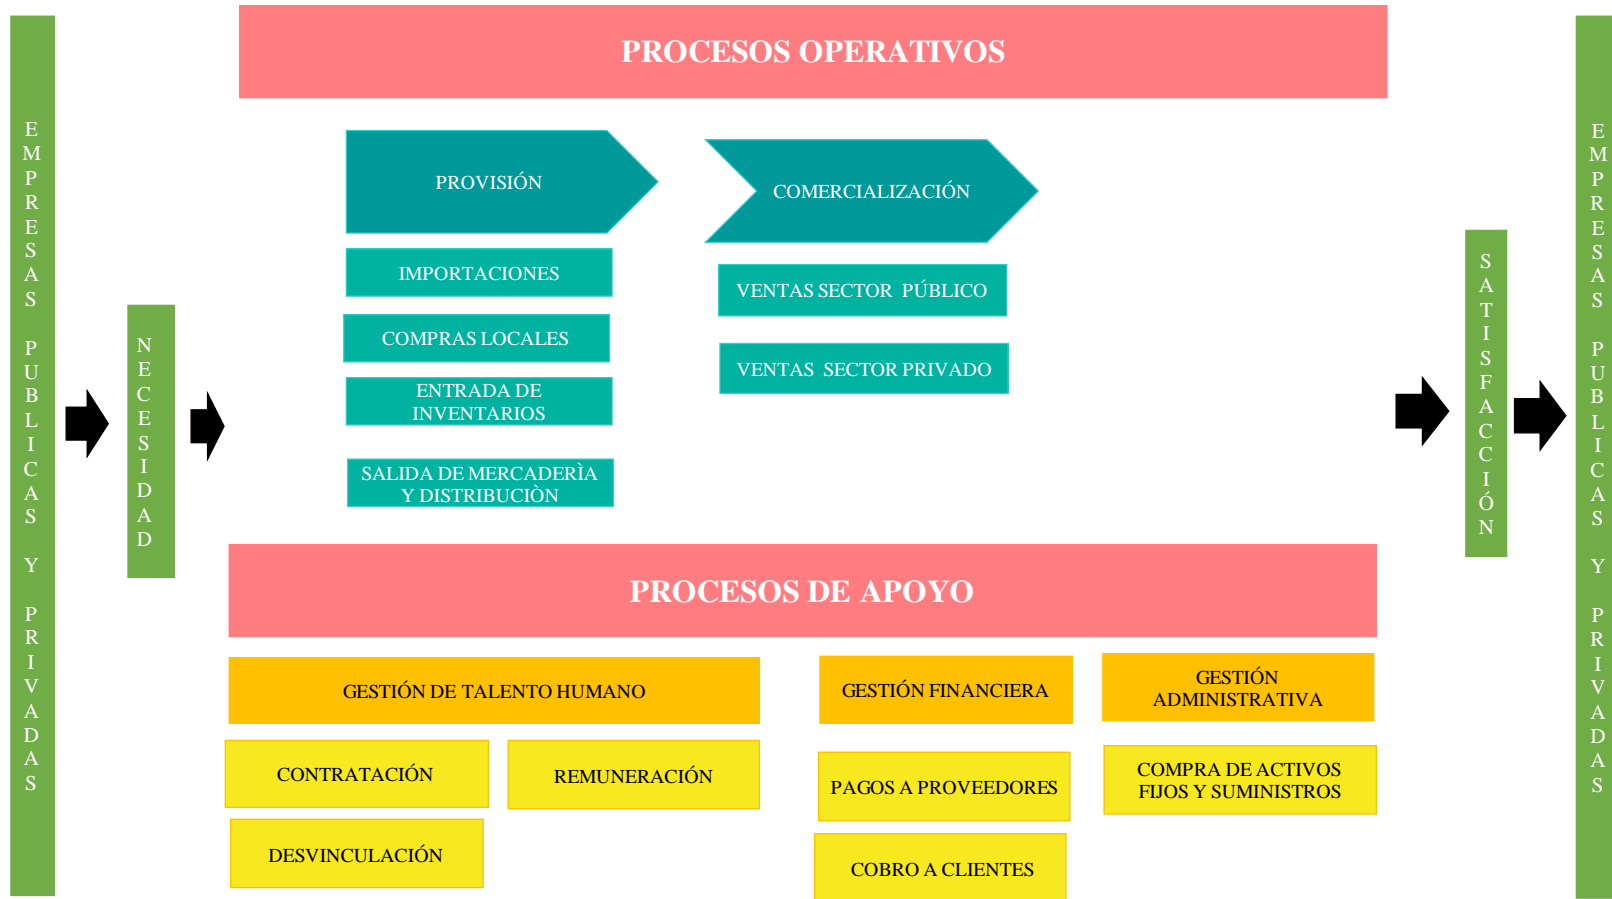 EMPRESAS PUBLICAS Y PRIVADAS
NECESIDAD
PROCESOS OPERATIVOS
PROVISIÓN
IMPORTACIONES
COMPRAS LOCALES
ENTRADA DE
INVENTARIOS
SALIDA DE MERCADERÌA
Y DISTRIBUCIÒN
COMERCIALIZACIÓN
VENTAS SECTOR PÚBLICO
VENTAS SECTOR PRIVADO
PROCESOS DE APOYO
GESTIÓN DE TALENTO HUMANO
CONTRATACIÓN
REMUNERACIÓN
DESVINCULACIÓN
GESTIÓN FINANCIERA
PAGOS A PROVEEDORES
COBRO A CLIENTES
GESTIÓN
ADMINISTRATIVA
COMPRA DE ACTIVOS
FIJOS Y SUMINISTROS
SATISFACCIÓN
EMPRESAS PUBLICAS Y PRIVADAS